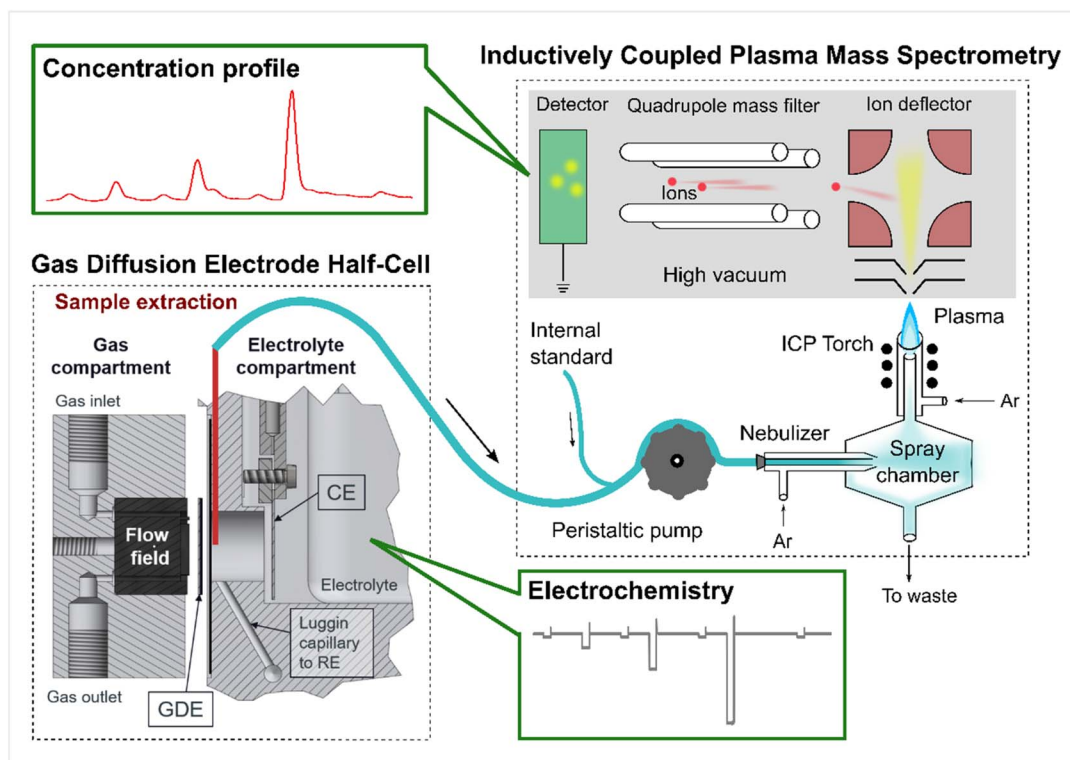 Concentration profile
Inductively Coupled Plasma Mass Spectrometry
Detector
Quadrupole mass filter
Ion deflector
Ions
High vacuum
Plasma
ICP Torch
Ar
Internal
standard
Nebulizer
Spray
chamber
Peristaltic pump
Ar
To waste
Gas Diffusion Electrode Half-Cell
Sample extraction
Gas
compartment
Electrolyte
compartment
Gas inlet
CE
Flow
field
Electrolyte
Luggin
capillary
to RE
Gas outlet
GDE
Electrochemistry